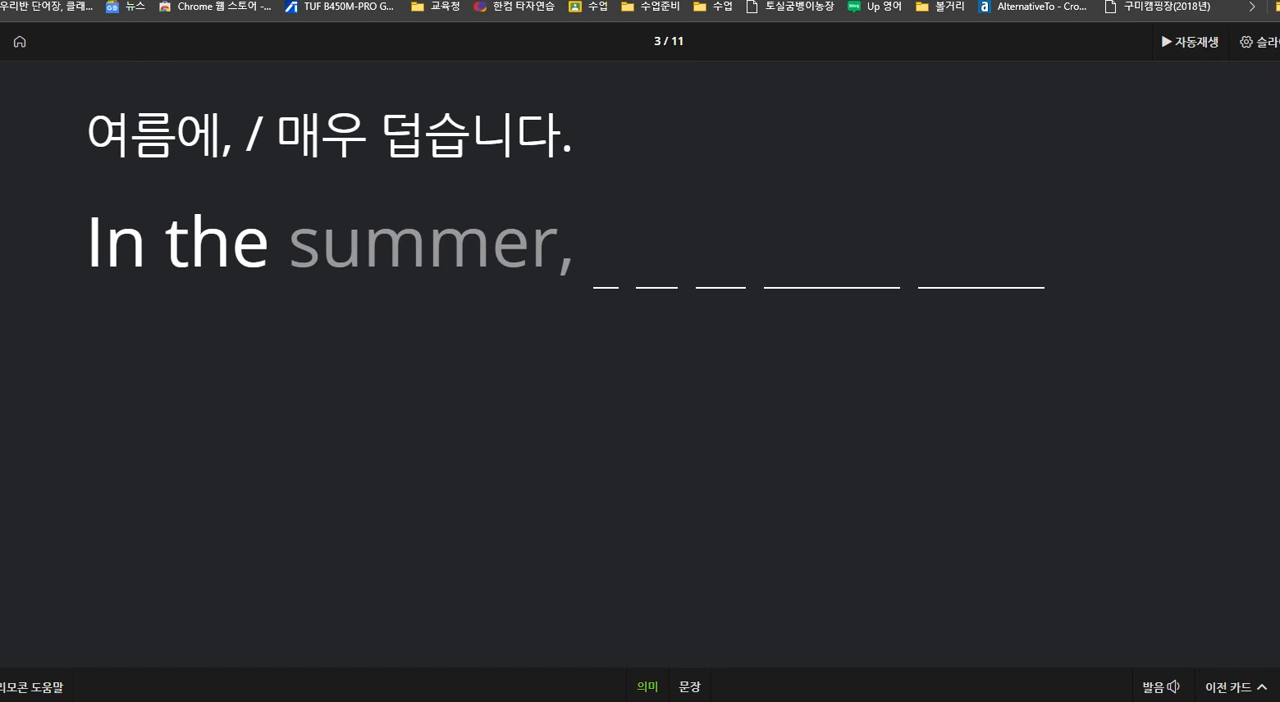 우리반 단어장, 클래... 뉴스 Chrome 웹 스토어 -... TUF B450M-PRO G... 교육청 한컴 타자연습 수업 수업준비 수업 토실굼벵이농장 Up 영어 볼거리 AlternativeTo - Cro... 구미캠핑장(2018년)
3 / 11 자동재생 슬라
여름에, / 매우 덥습니다.
In the summer,
리모콘 도움말 의미 문장 발음 이전 카드